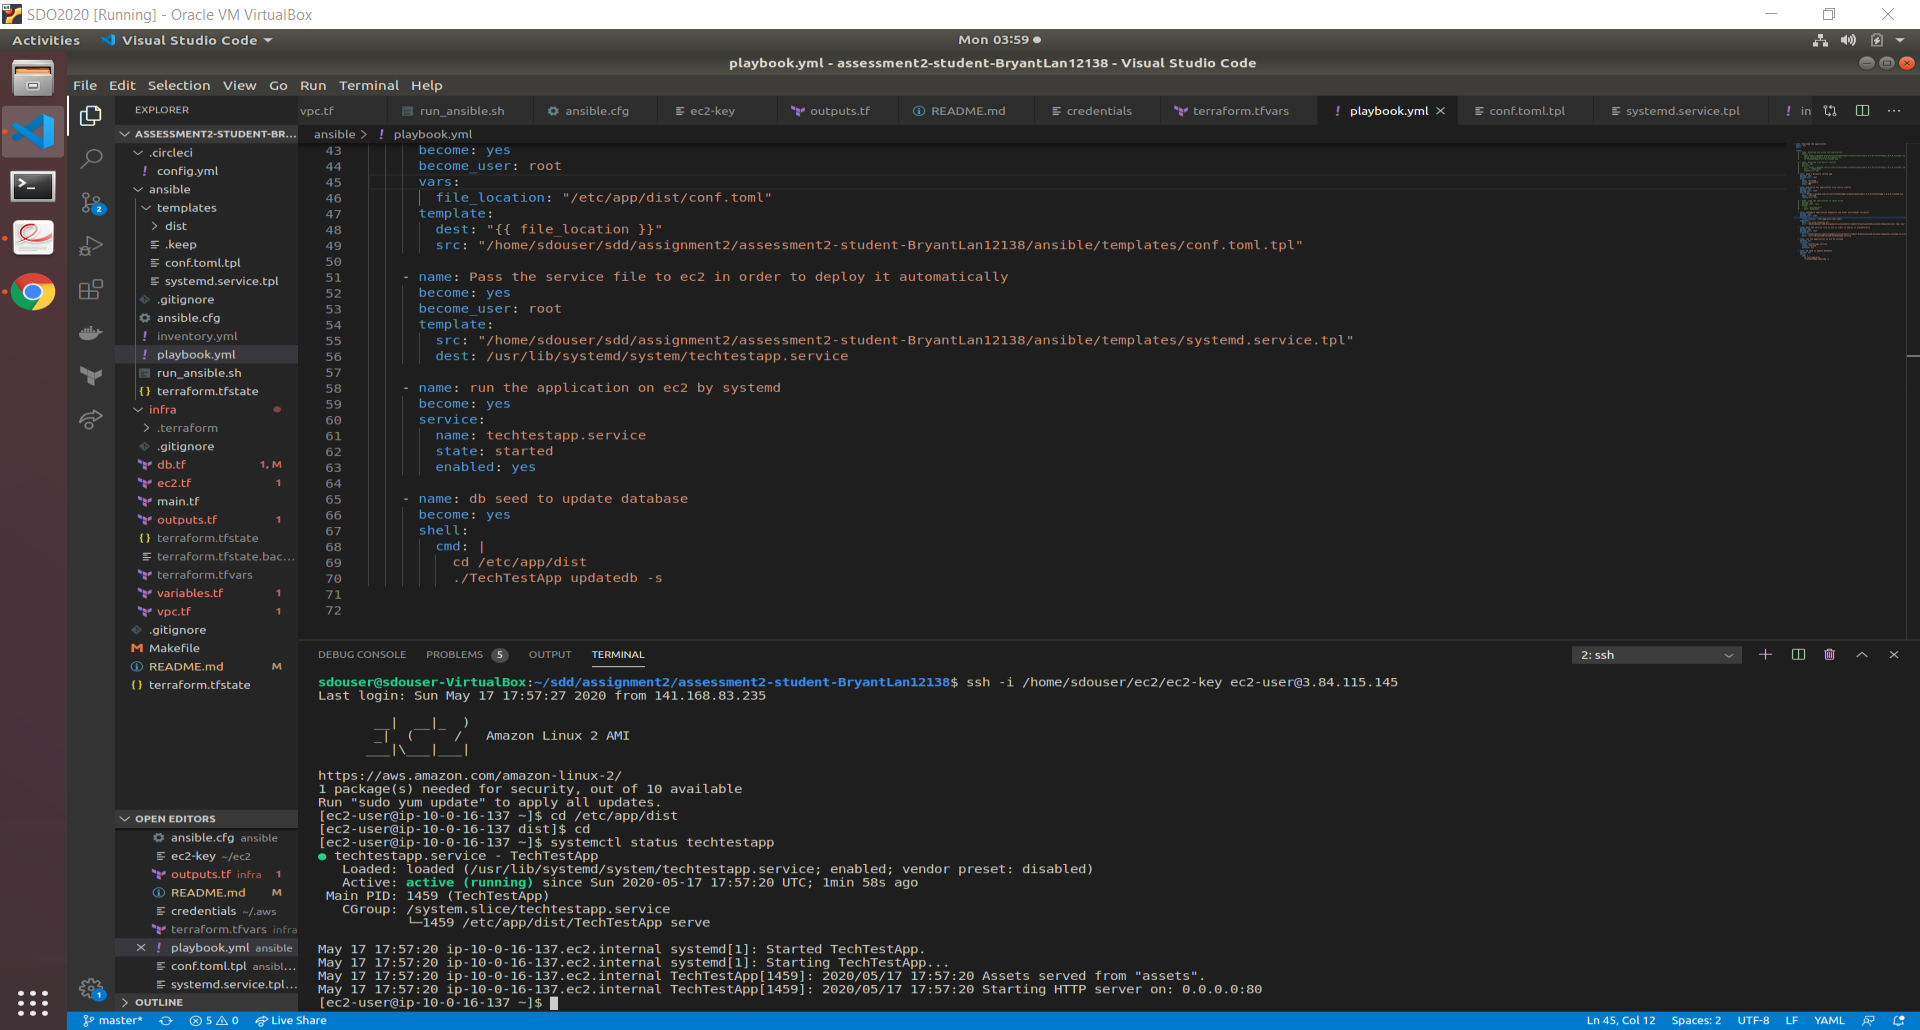 SDO2020 [Running] - Oracle VM VirtualBox
Activities Visual Studio Code Mon 03:59
playbook.yml - assessment2-student-BryantLan12138 - Visual Studio Code
File Edit Selection View Go Run Terminal Help
EXPLORER
ASSESSMENT2-STUDENT-BR...
.circleci
config.yml
ansible
templates
dist
.keep
conf.toml.tpl
systemd.service.tpl
.gitignore
ansible.cfg
inventory.yml
playbook.yml
run_ansible.sh
terraform.tfstate
infra
.terraform
.gitignore
db.tf 1, M
ec2.tf 1
main.tf
outputs.tf 1
terraform.tfstate
terraform.tfstate.bac...
terraform.tfvars
variables.tf 1
vpc.tf 1
.gitignore
Makefile
README.md M
terraform.tfstate
OPEN EDITORS
ansible.cfg ansible
ec2-key ~/ec2
outputs.tf infra 1
README.md M
credentials ~/.aws
terraform.tfvars infra
playbook.yml ansible
conf.toml.tpl ansibl...
systemd.service.tpl...
OUTLINE
vpc.tf run_ansible.sh ansible.cfg ec2-key outputs.tf README.md credentials terraform.tfvars playbook.yml conf.toml.tpl systemd.service.tpl in
ansible > playbook.yml
43 become: yes
44 become_user: root
45 vars:
46 file_location: "/etc/app/dist/conf.toml"
47 template:
48 dest: "{{ file_location }}"
49 src: "/home/sdouser/sdd/assignment2/assessment2-student-BryantLan12138/ansible/templates/conf.toml.tpl"
50
51 - name: Pass the service file to ec2 in order to deploy it automatically
52 become: yes
53 become_user: root
54 template:
55 src: "/home/sdouser/sdd/assignment2/assessment2-student-BryantLan12138/ansible/templates/systemd.service.tpl"
56 dest: /usr/lib/systemd/system/techtestapp.service
57
58 - name: run the application on ec2 by systemd
59 become: yes
60 service:
61 name: techtestapp.service
62 state: started
63 enabled: yes
64
65 - name: db seed to update database
66 become: yes
67 shell:
68 cmd: |
69 cd /etc/app/dist
70 ./TechTestApp updatedb -s
71
72
DEBUG CONSOLE PROBLEMS 5 OUTPUT TERMINAL 2: ssh
sdouser@sdouser-VirtualBox:~/sdd/assignment2/assessment2-student-BryantLan12138$ ssh -i /home/sdouser/ec2/ec2-key ec2-user@3.84.115.145
Last login: Sun May 17 17:57:27 2020 from 141.168.83.235
__| __|_ )
_| ( / Amazon Linux 2 AMI
___|\___|___|
https://aws.amazon.com/amazon-linux-2/
1 package(s) needed for security, out of 10 available
Run "sudo yum update" to apply all updates.
[ec2-user@ip-10-0-16-137 ~]$ cd /etc/app/dist
[ec2-user@ip-10-0-16-137 dist]$ cd
[ec2-user@ip-10-0-16-137 ~]$ systemctl status techtestapp
● techtestapp.service - TechTestApp
Loaded: loaded (/usr/lib/systemd/system/techtestapp.service; enabled; vendor preset: disabled)
Active: active (running) since Sun 2020-05-17 17:57:20 UTC; 1min 58s ago
Main PID: 1459 (TechTestApp)
CGroup: /system.slice/techtestapp.service
└─1459 /etc/app/dist/TechTestApp serve
May 17 17:57:20 ip-10-0-16-137.ec2.internal systemd[1]: Started TechTestApp.
May 17 17:57:20 ip-10-0-16-137.ec2.internal systemd[1]: Starting TechTestApp...
May 17 17:57:20 ip-10-0-16-137.ec2.internal TechTestApp[1459]: 2020/05/17 17:57:20 Assets served from "assets".
May 17 17:57:20 ip-10-0-16-137.ec2.internal TechTestApp[1459]: 2020/05/17 17:57:20 Starting HTTP server on: 0.0.0.0:80
[ec2-user@ip-10-0-16-137 ~]$
master* 5 0 Live Share Ln 45, Col 12 Spaces: 2 UTF-8 LF YAML